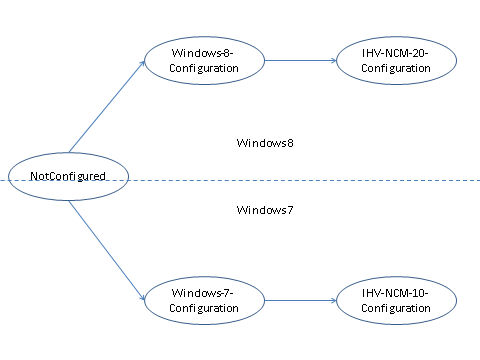 Windows-8-
Configuration
IHV-NCM-20-
Configuration
Windows8
NotConfigured
Windows7
Windows-7-
Configuration
IHV-NCM-10-
Configuration